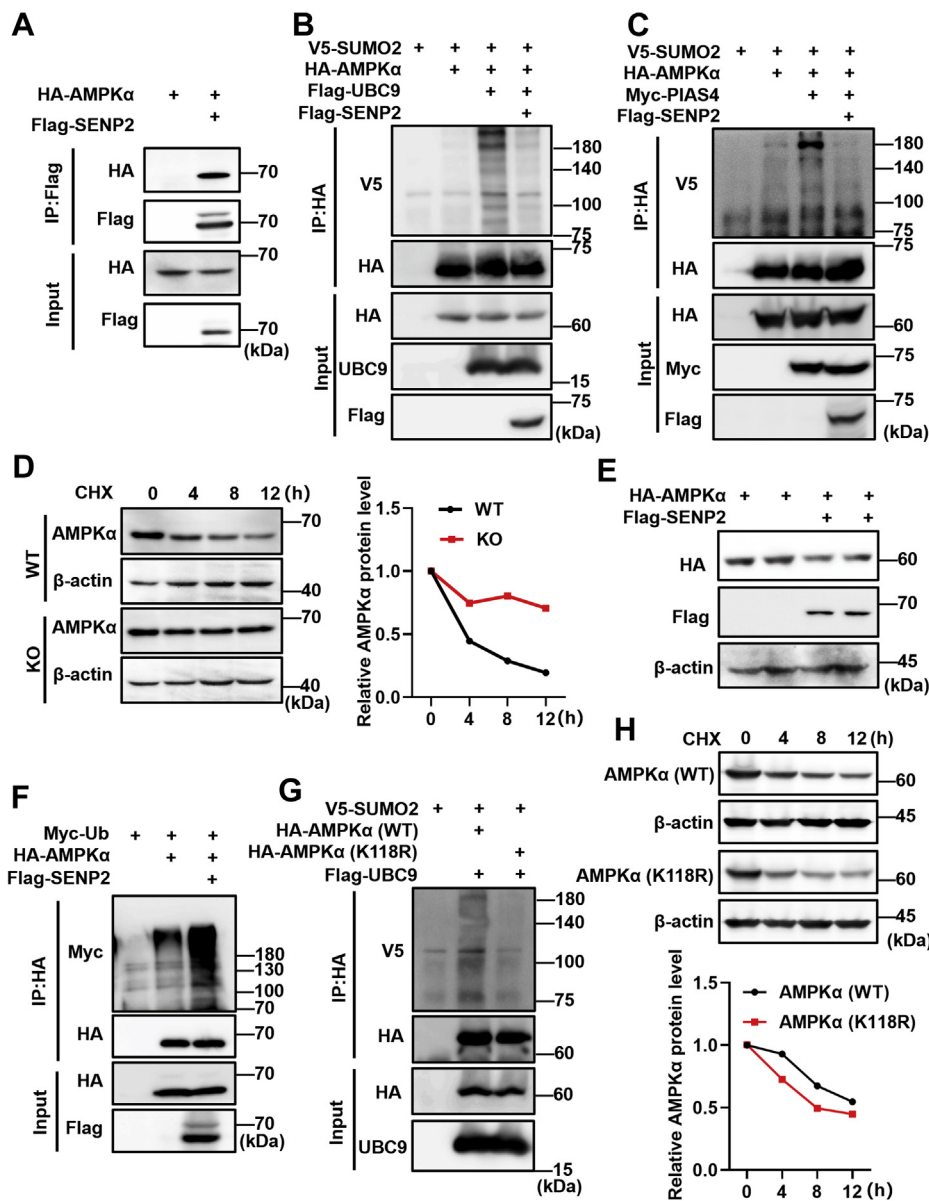 A
HA-AMPKα + +
Flag-SENP2 +
IP:Flag
HA
70
Flag
70
Input
HA
70
Flag
70
(kDa)
B
V5-SUMO2 + + + +
HA-AMPKα + + +
Flag-UBC9 + +
Flag-SENP2 +
IP:HA
V5
180
140
100
75
HA
75
Input
HA
60
UBC9
15
Flag
75
(kDa)
C
V5-SUMO2 + + + +
HA-AMPKα + + +
Myc-PIAS4 + +
Flag-SENP2 +
IP:HA
V5
180
140
100
75
HA
75
Input
HA
60
Myc
75
Flag
75
(kDa)
D
CHX 0 4 8 12 (h)
WT
AMPKα
70
β-actin
40
KO
AMPKα
70
β-actin
40
(kDa)
Relative AMPKα protein level
1.5
1.0
0.5
0.0
WT
KO
0 4 8 12 (h)
E
HA-AMPKα + + + +
Flag-SENP2 + +
HA
60
Flag
70
β-actin
45
(kDa)
F
Myc-Ub + + +
HA-AMPKα + +
Flag-SENP2 +
IP:HA
Myc
180
130
100
70
HA
70
Input
HA
70
Flag
70
(kDa)
G
V5-SUMO2 + + +
HA-AMPKα (WT) +
HA-AMPKα (K118R) +
Flag-UBC9 + +
IP:HA
V5
180
140
100
75
HA
60
Input
HA
60
UBC9
15
(kDa)
H
CHX 0 4 8 12 (h)
AMPKα (WT)
60
β-actin
45
AMPKα (K118R)
60
β-actin
45
(kDa)
Relative AMPKα protein level
1.5
1.0
0.5
0.0
AMPKα (WT)
AMPKα (K118R)
0 4 8 12 (h)